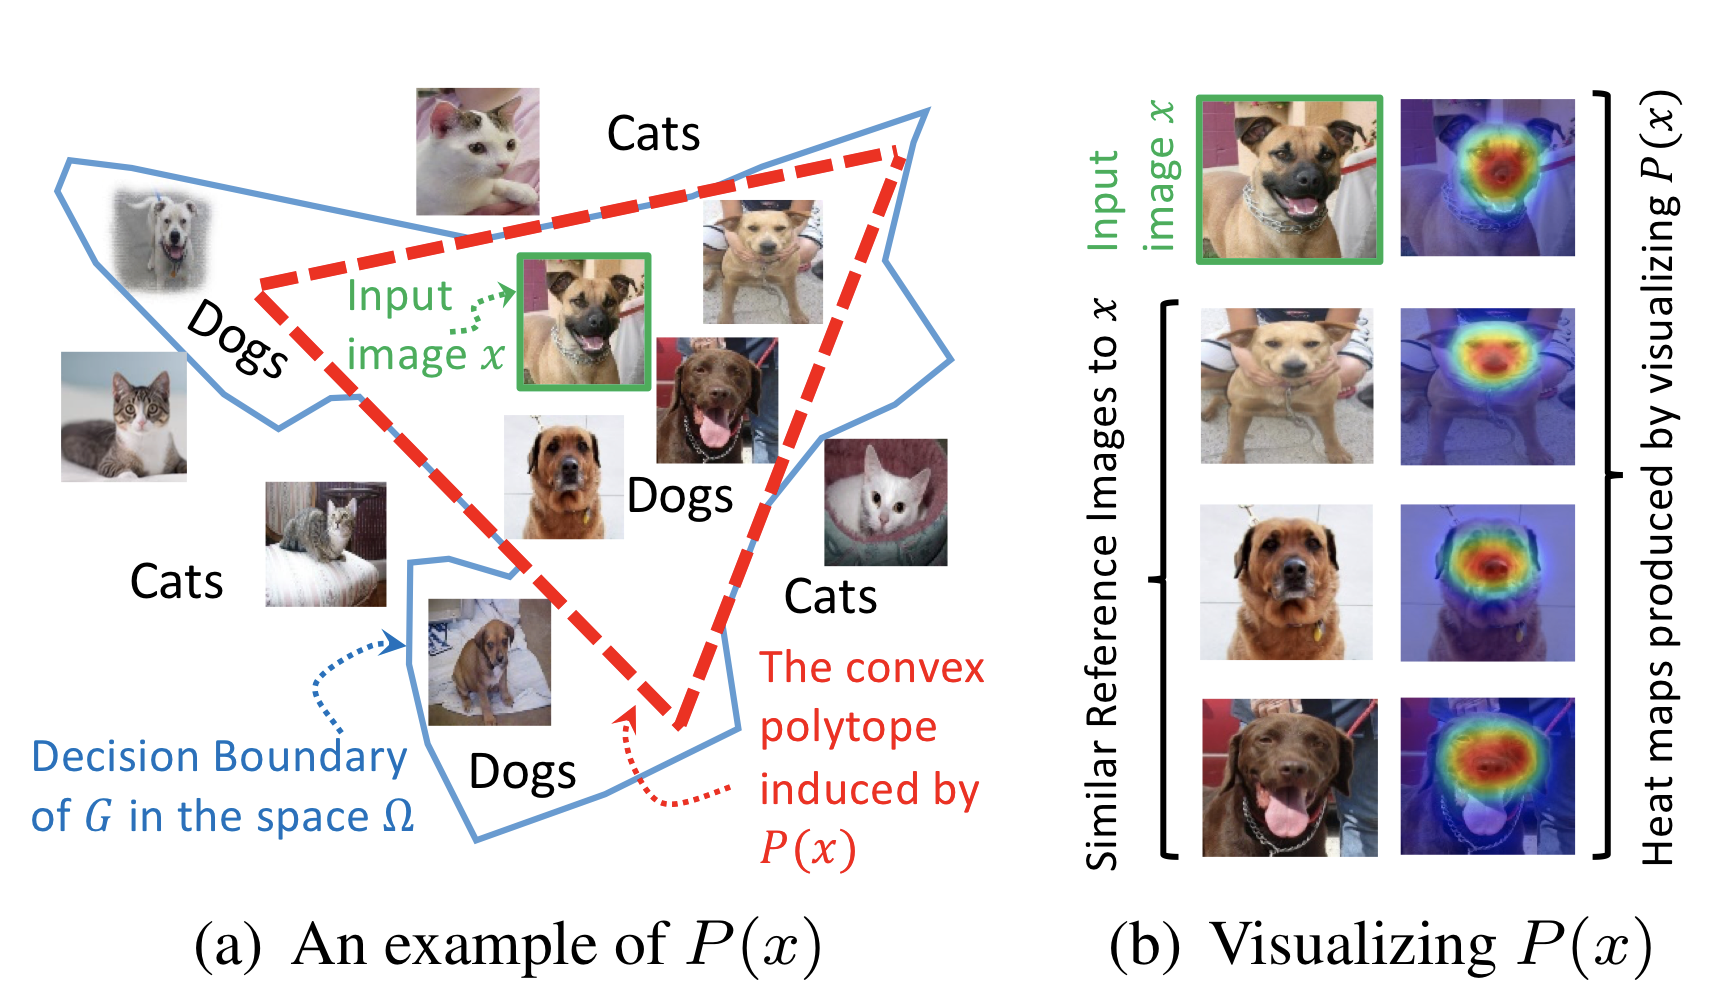 Cats
Dogs
Input
image x
Dogs
Cats
Cats
Dogs
Decision Boundary
of G in the space Ω
The convex
polytope
induced by
P(x)
(a) An example of P(x)
Input
image x
Similar Reference Images to x
Heat maps produced by visualizing P(x)
(b) Visualizing P(x)